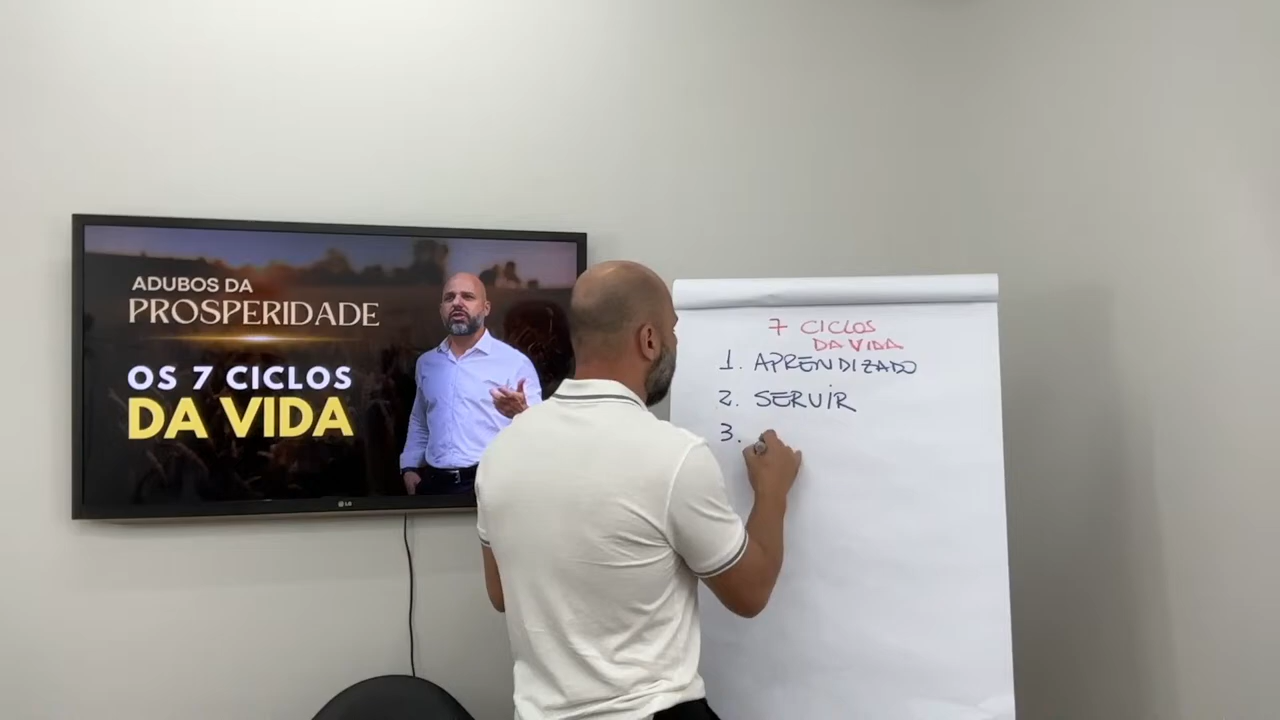 ADUBOS DA
PROSPERIDADE
OS 7 CICLOS
DA VIDA
LG
7 CICLOS
DA VIDA
1. APRENDIZADO
2. SERVIR
3.